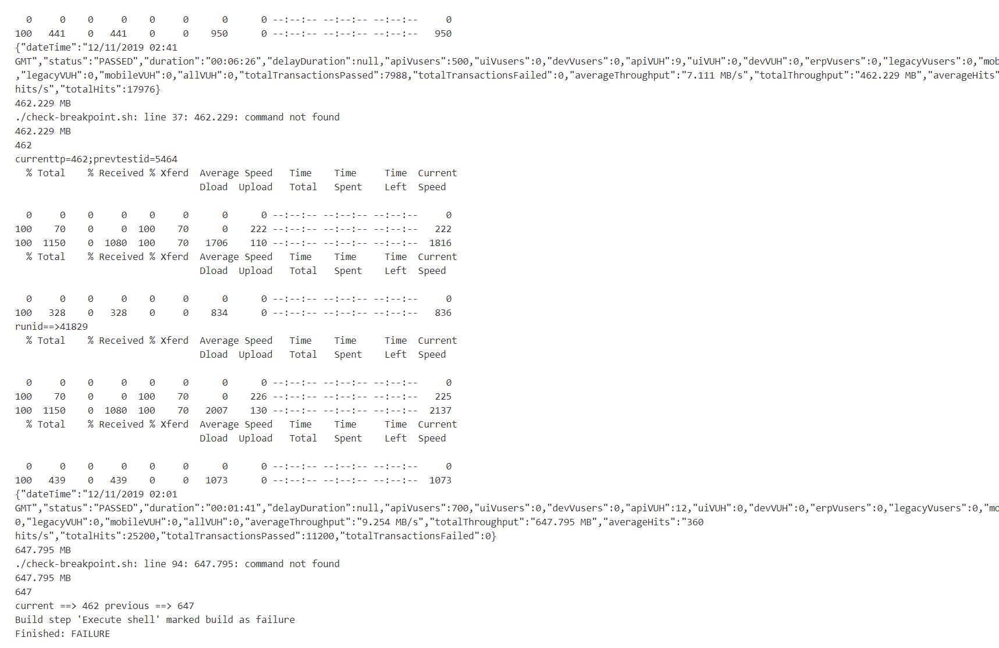 0     0    0     0    0     0      0      0 --:--:-- --:--:-- --:--:--     0
100   441    0   441    0     0    950      0 --:--:-- --:--:-- --:--:--   950
{"dateTime":"12/11/2019 02:41
GMT","status":"PASSED","duration":"00:06:26","delayDuration":null,"apiVusers":500,"uiVusers":0,"devVusers":0,"apiVUH":9,"uiVUH":0,"devVUH":0,"erpVusers":0,"legacyVusers":0,"mob
,"legacyVUH":0,"mobileVUH":0,"allVUH":0,"totalTransactionsPassed":7988,"totalTransactionsFailed":0,"averageThroughput":"7.111 MB/s","totalThroughput":"462.229 MB","averageHits"
hits/s","totalHits":17976}
462.229 MB
./check-breakpoint.sh: line 37: 462.229: command not found
462.229 MB
462
currenttp=462;prevtestid=5464
  % Total    % Received % Xferd  Average Speed   Time    Time     Time  Current
                                 Dload  Upload   Total   Spent    Left  Speed
  0     0    0     0    0     0      0      0 --:--:-- --:--:-- --:--:--     0
100    70    0     0  100    70      0    222 --:--:-- --:--:-- --:--:--   222
100  1150    0  1080  100    70   1706    110 --:--:-- --:--:-- --:--:--  1816
  % Total    % Received % Xferd  Average Speed   Time    Time     Time  Current
                                 Dload  Upload   Total   Spent    Left  Speed
  0     0    0     0    0     0      0      0 --:--:-- --:--:-- --:--:--     0
100   328    0   328    0     0    834      0 --:--:-- --:--:-- --:--:--   836
runid==>41829
  % Total    % Received % Xferd  Average Speed   Time    Time     Time  Current
                                 Dload  Upload   Total   Spent    Left  Speed
  0     0    0     0    0     0      0      0 --:--:-- --:--:-- --:--:--     0
100    70    0     0  100    70      0    226 --:--:-- --:--:-- --:--:--   225
100  1150    0  1080  100    70   2007    130 --:--:-- --:--:-- --:--:--  2137
  % Total    % Received % Xferd  Average Speed   Time    Time     Time  Current
                                 Dload  Upload   Total   Spent    Left  Speed
  0     0    0     0    0     0      0      0 --:--:-- --:--:-- --:--:--     0
100   439    0   439    0     0   1073      0 --:--:-- --:--:-- --:--:--  1073
{"dateTime":"12/11/2019 02:01
GMT","status":"PASSED","duration":"00:01:41","delayDuration":null,"apiVusers":700,"uiVusers":0,"devVusers":0,"apiVUH":12,"uiVUH":0,"devVUH":0,"erpVusers":0,"legacyVusers":0,"mo
0,"legacyVUH":0,"mobileVUH":0,"allVUH":0,"averageThroughput":"9.254 MB/s","totalThroughput":"647.795 MB","averageHits":"360
hits/s","totalHits":25200,"totalTransactionsPassed":11200,"totalTransactionsFailed":0}
647.795 MB
./check-breakpoint.sh: line 94: 647.795: command not found
647.795 MB
647
current ==> 462 previous ==> 647
Build step 'Execute shell' marked build as failure
Finished: FAILURE